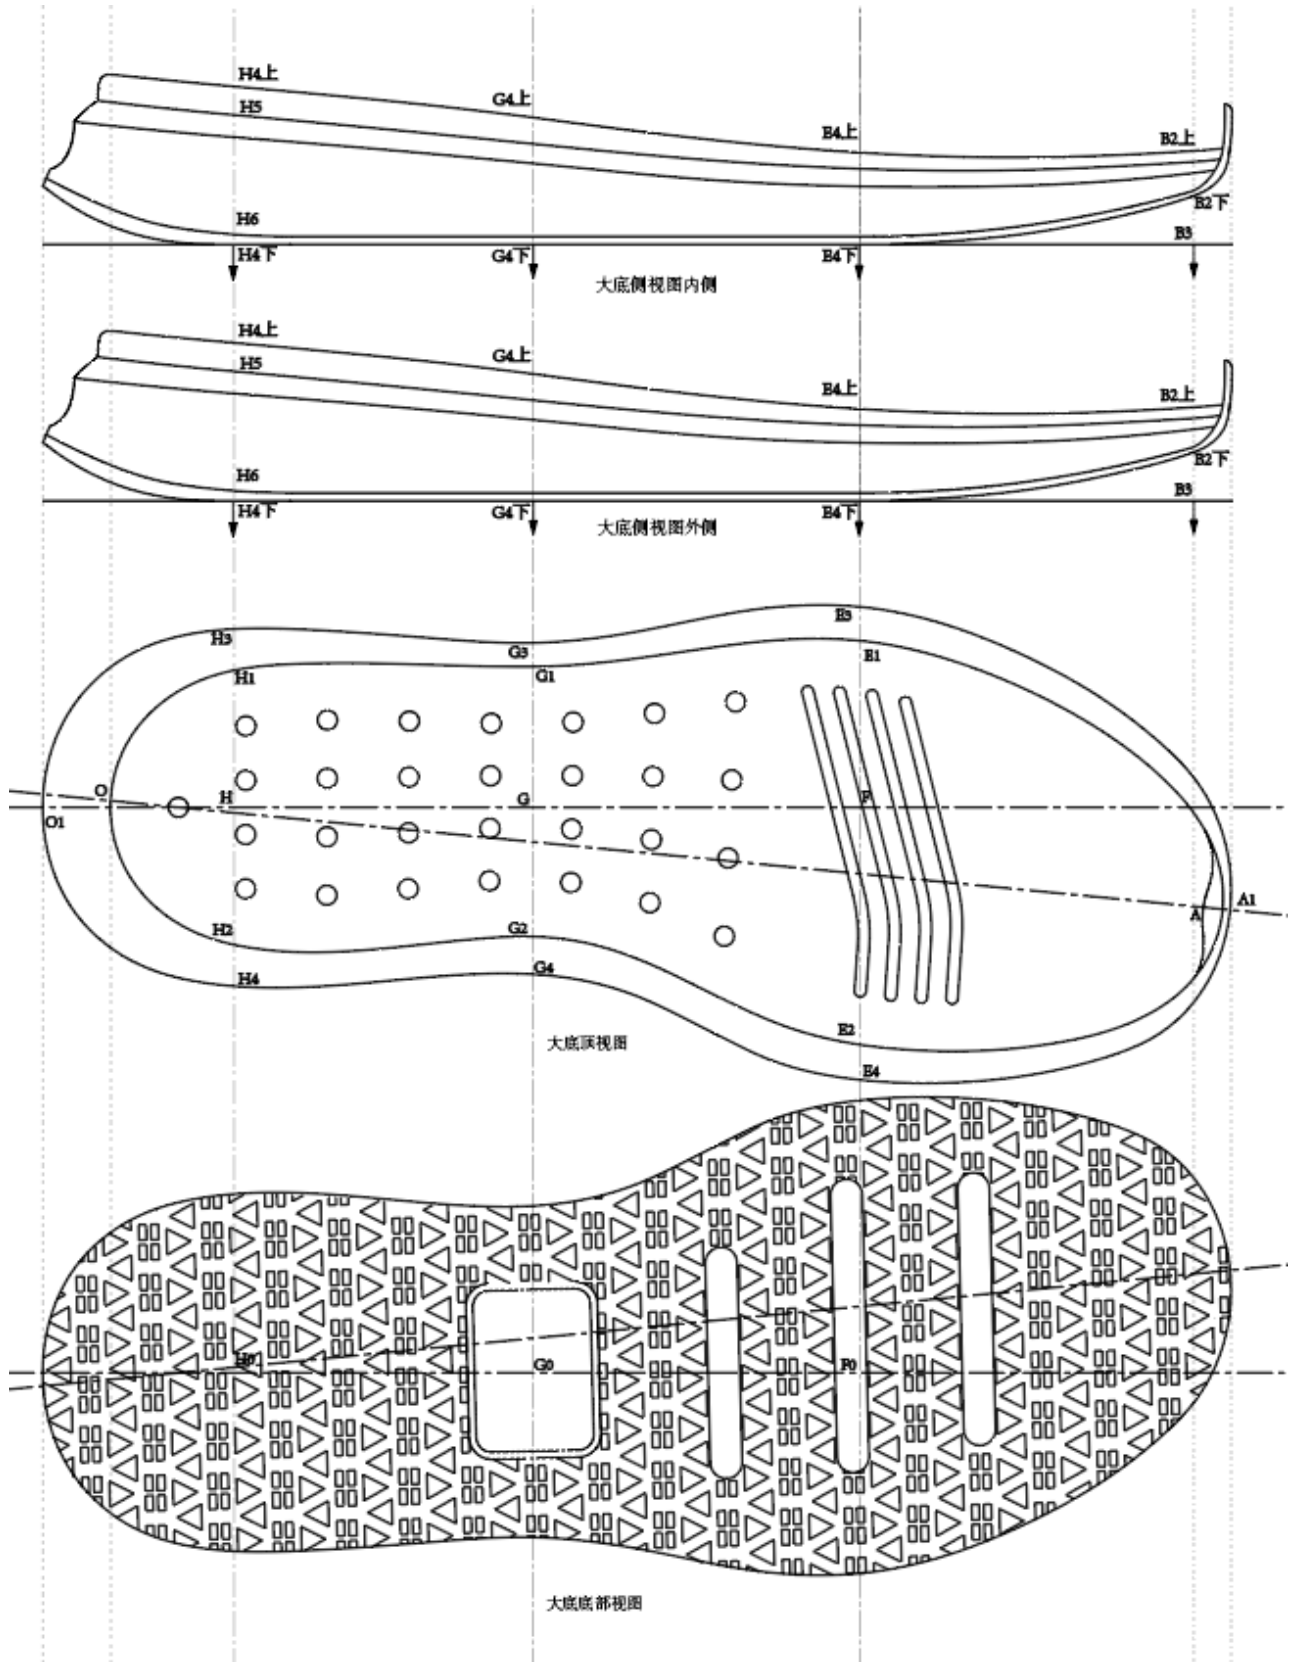 H4上
G4上
H5
E4上
B2上
B2下
H6
B3
H4下
G4下
E4下
大底侧视图内侧
H4上
G4上
H5
E4上
B2上
B2下
H6
B3
H4下
G4下
E4下
大底侧视图外侧
E3
H3
G3
E1
H1
G1
O
H
G
F
O1
A
A1
H2
G2
H4
G4
E2
大底顶视图
E4
H0
G0
F0
大底底部视图